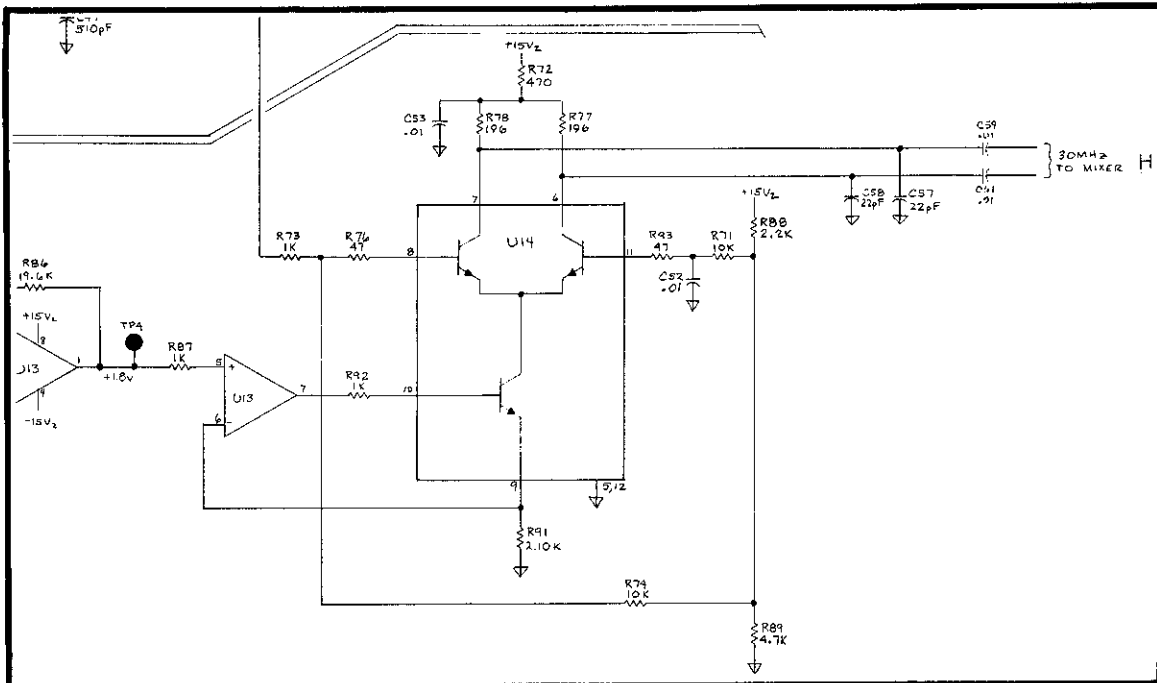 510pF
+15V2
R72
470
C53
.01
R78
196
R77
196
C59
.01
30MHz
TO MIXER
H
C58
22pF
C57
22pF
.01
+15V2
R88
2.2K
7
6
U14
R73
1K
R76
47
8
11
R93
47
R71
10K
C52
.01
R86
19.6K
+15V2
8
TP4
U13
1
+1.8V
4
-15V2
R87
1K
5
+
U13
7
6
-
R92
1K
10
9
5,12
R91
2.10K
R74
10K
R89
4.7K